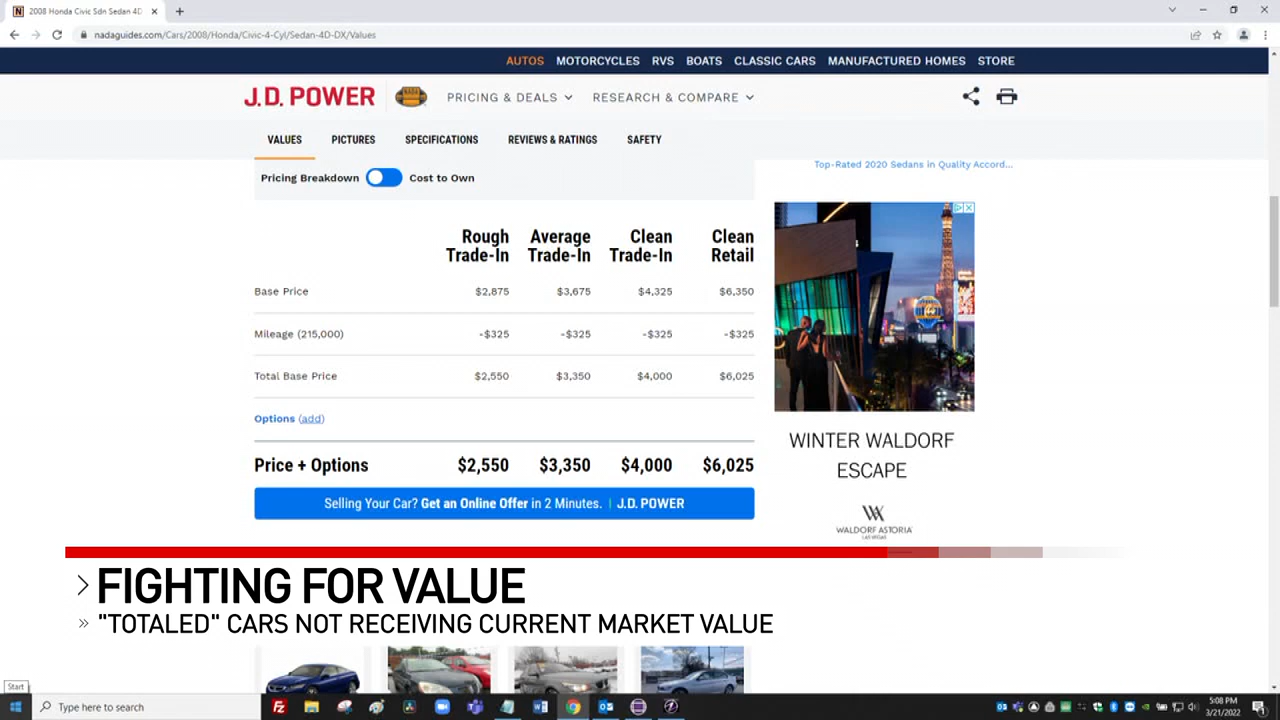 2008 Honda Civic Sdn Sedan 4D
nadaguides.com/Cars/2008/Honda/Civic-4-Cyl/Sedan-4D-DX/Values
AUTOS MOTORCYCLES RVS BOATS CLASSIC CARS MANUFACTURED HOMES STORE
J.D. POWER PRICING & DEALS RESEARCH & COMPARE
VALUES PICTURES SPECIFICATIONS REVIEWS & RATINGS SAFETY
Top-Rated 2020 Sedans in Quality Accord...
Pricing Breakdown Cost to Own
Rough Average Clean Clean
Trade-In Trade-In Trade-In Retail
Base Price $2,875 $3,675 $4,325 $6,350
Mileage (215,000) -$325 -$325 -$325 -$325
Total Base Price $2,550 $3,350 $4,000 $6,025
Options (add)
Price + Options $2,550 $3,350 $4,000 $6,025
Selling Your Car? Get an Online Offer in 2 Minutes. | J.D. POWER
WINTER WALDORF
ESCAPE
WALDORF ASTORIA
LAS VEGAS
FIGHTING FOR VALUE
"TOTALED" CARS NOT RECEIVING CURRENT MARKET VALUE
Start
Type here to search
5:08 PM
3/21/2022